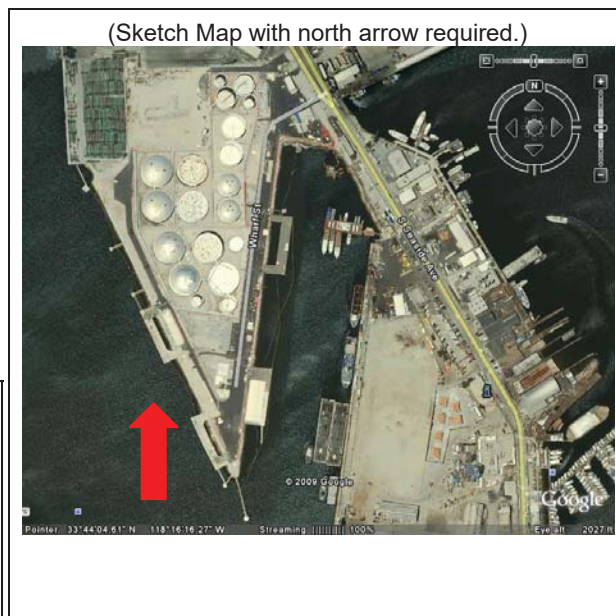 (Sketch Map with north arrow required.)
N
Wharf St
S Seaside Ave
© 2009 Google
Google
Pointer 33°44'04.61" N 118°16'16.27" W Streaming |||||||||| 100% Eye alt 2027 ft